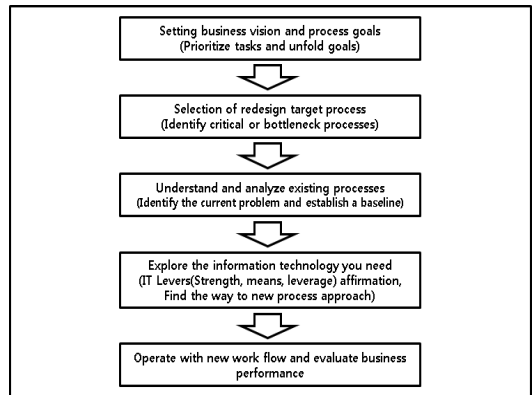 Setting business vision and process goals
(Prioritize tasks and unfold goals)
Selection of redesign target process
(Identify critical or bottleneck processes)
Understand and analyze existing processes
(Identify the current problem and establish a baseline)
Explore the information technology you need
(IT Levers(Strength, means, leverage) affirmation,
Find the way to new process approach)
Operate with new work flow and evaluate business
performance